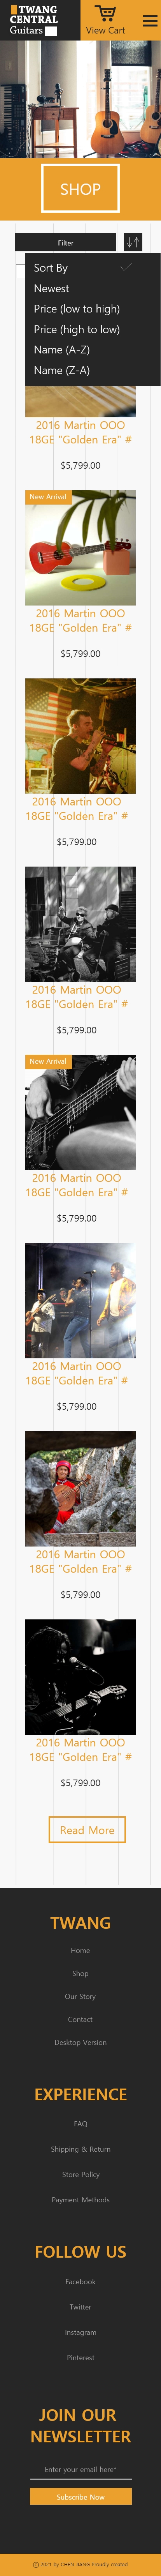 TWANG
CENTRAL
Guitars
View Cart
SHOP
Filter
Sort By
Newest
Price (low to high)
Price (high to low)
Name (A-Z)
Name (Z-A)
2016 Martin OOO
18GE "Golden Era" #
$5,799.00
New Arrival
2016 Martin OOO
18GE "Golden Era" #
$5,799.00
2016 Martin OOO
18GE "Golden Era" #
$5,799.00
2016 Martin OOO
18GE "Golden Era" #
$5,799.00
New Arrival
2016 Martin OOO
18GE "Golden Era" #
$5,799.00
2016 Martin OOO
18GE "Golden Era" #
$5,799.00
2016 Martin OOO
18GE "Golden Era" #
$5,799.00
2016 Martin OOO
18GE "Golden Era" #
$5,799.00
Read More
TWANG
Home
Shop
Our Story
Contact
Desktop Version
EXPERIENCE
FAQ
Shipping & Return
Store Policy
Payment Methods
FOLLOW US
Facebook
Twitter
Instagram
Pinterest
JOIN OUR
NEWSLETTER
Enter your email here*
Subscribe Now
© 2021 by CHEN JIANG Proudly created